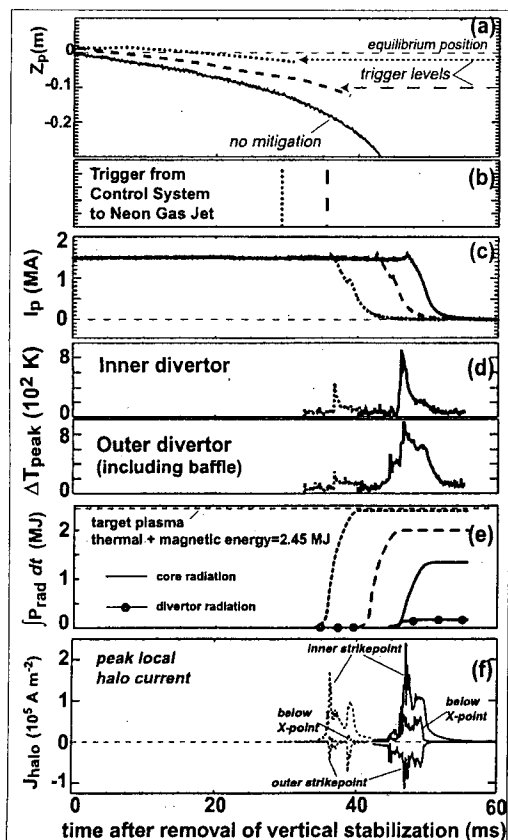 (a)
Z_p(m)
0
-0.1
-0.2
equilibrium position
trigger levels
no mitigation
(b)
Trigger from
Control System
to Neon Gas Jet
(c)
I_p (MA)
2
1
0
(d)
ΔT_peak (10² K)
Inner divertor
8
4
0
Outer divertor
(including baffle)
8
4
0
(e)
∫P_rad dt (MJ)
2
1
0
target plasma
thermal + magnetic energy=2.45 MJ
core radiation
divertor radiation
(f)
J_halo (10⁵ A m⁻²)
2
1
0
-1
peak local
halo current
inner strikepoint
below
X-point
below
X-point
outer strikepoint
0 20 40 60
time after removal of vertical stabilization (ms)